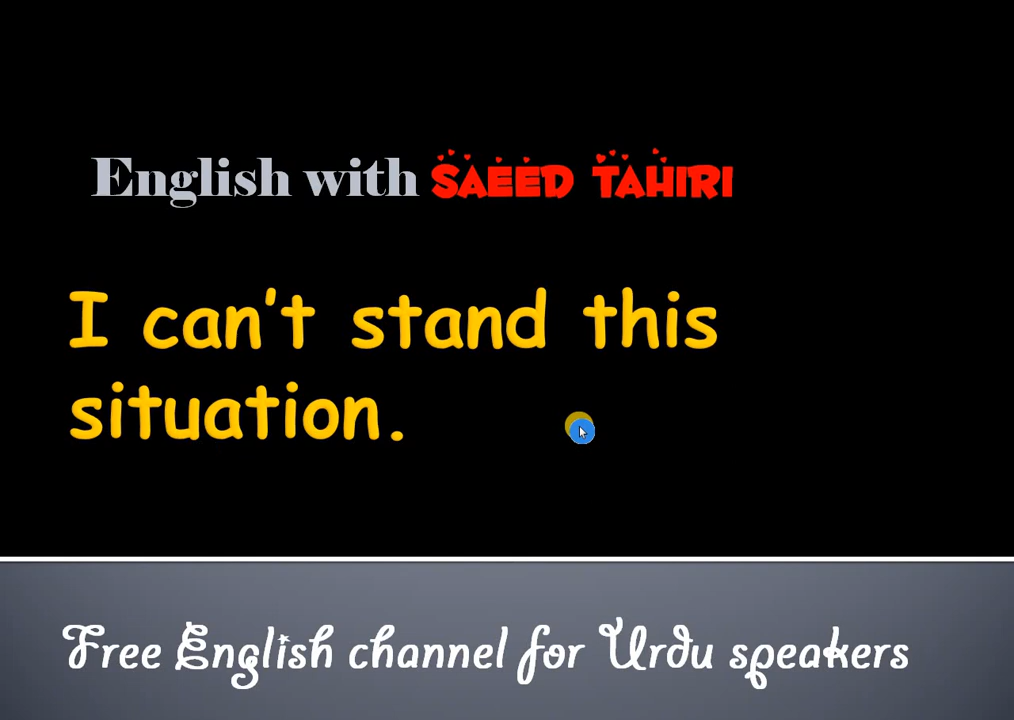 English with SAEED TAHIRI
I can't stand this
situation.
Free English channel for Urdu speakers